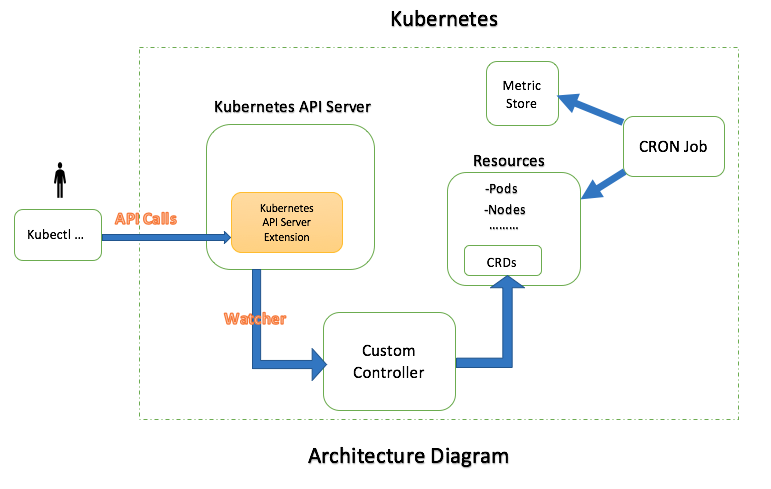 Kubernetes
Kubernetes API Server
Metric
Store
CRON Job
Resources
-Pods
-Nodes
.........
CRDs
Kubernetes
API Server
Extension
API Calls
Kubectl ...
Watcher
Custom
Controller
Architecture Diagram